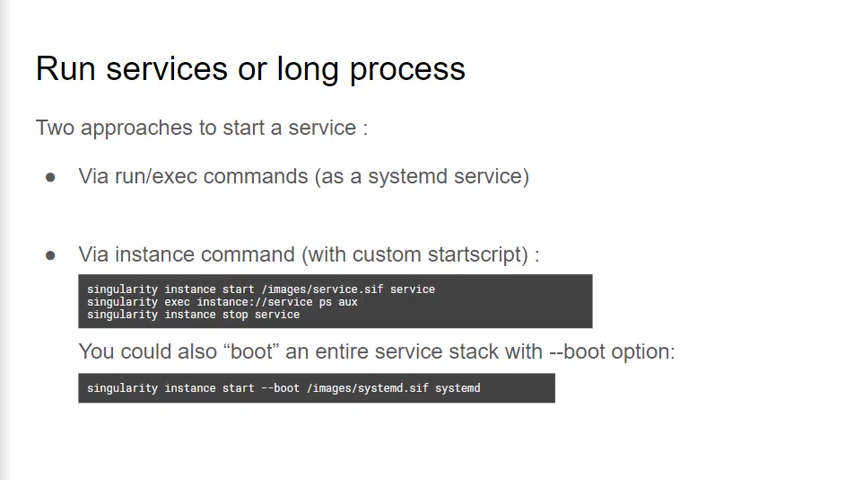 Run services or long process
Two approaches to start a service :
● Via run/exec commands (as a systemd service)
● Via instance command (with custom startscript) :
singularity instance start /images/service.sif service
singularity exec instance://service ps aux
singularity instance stop service
You could also “boot” an entire service stack with --boot option:
singularity instance start --boot /images/systemd.sif systemd